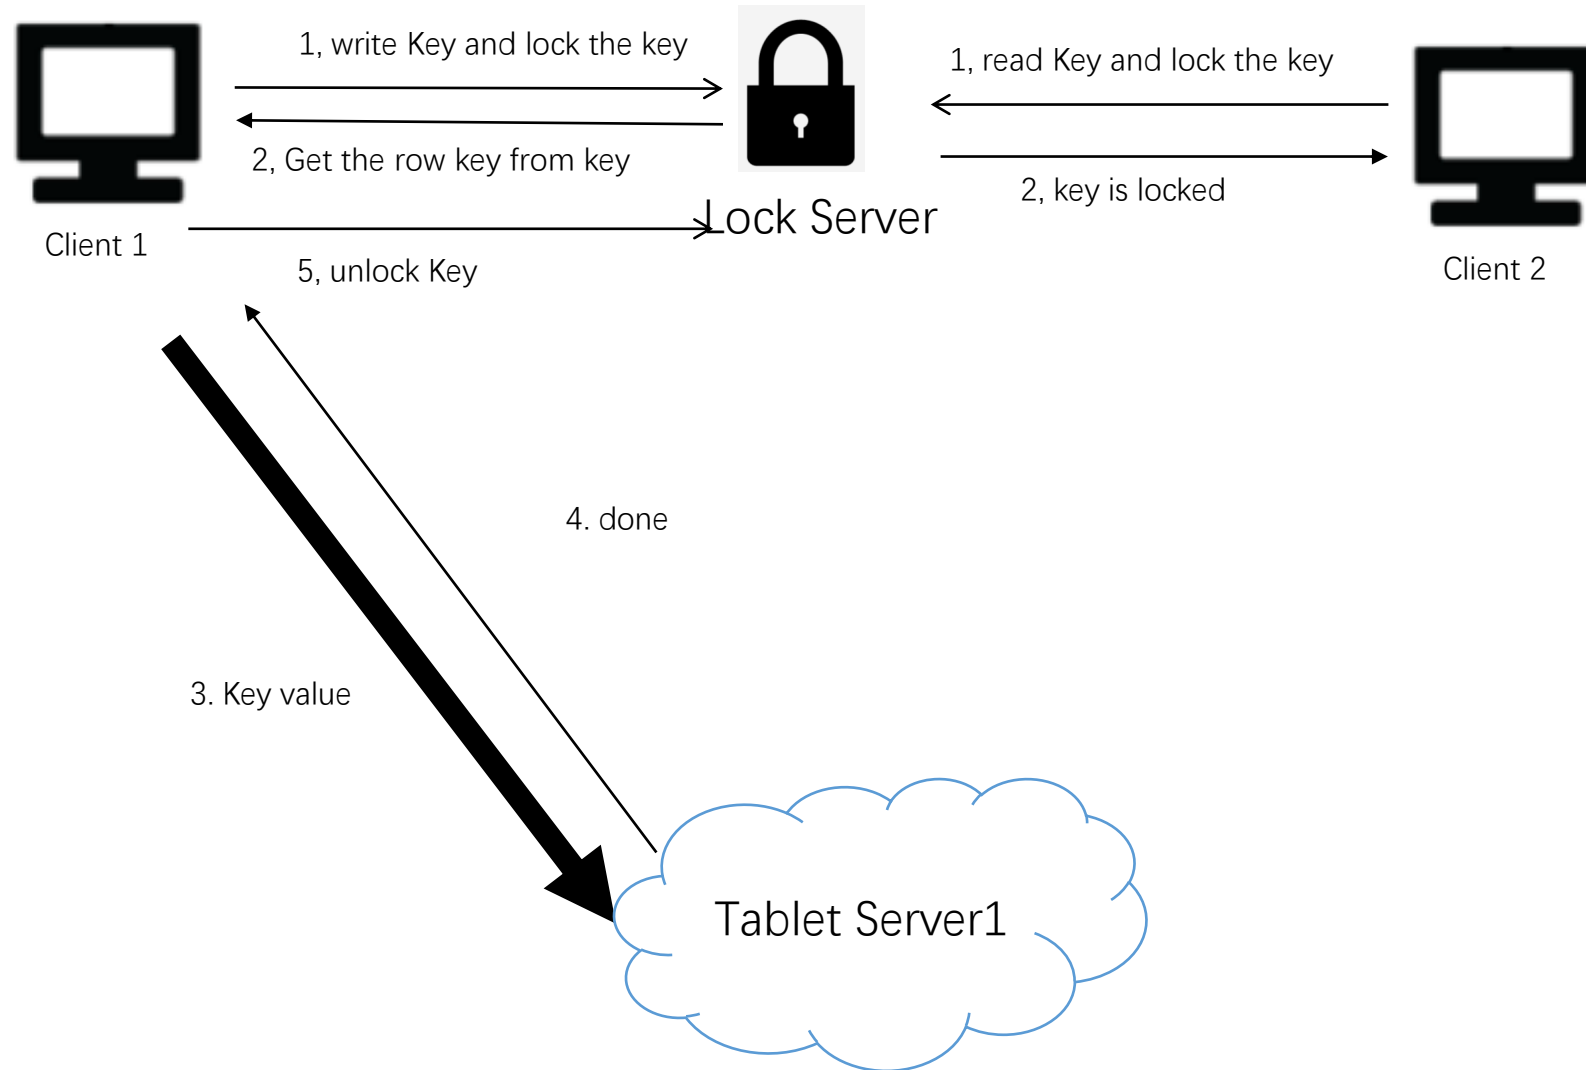 1, write Key and lock the key
1, read Key and lock the key
2, Get the row key from key
2, key is locked
Lock Server
Client 1
5, unlock Key
Client 2
4. done
3. Key value
Tablet Server1